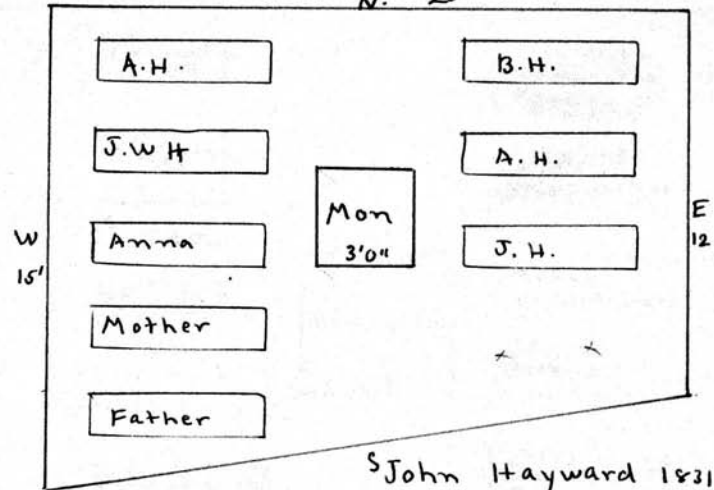 N.
A.H.
B.H.
J.W H
A. H.
Mon
3'0"
W
15'
E
12
Anna
J. H.
Mother
Father
S John Hayward 1831